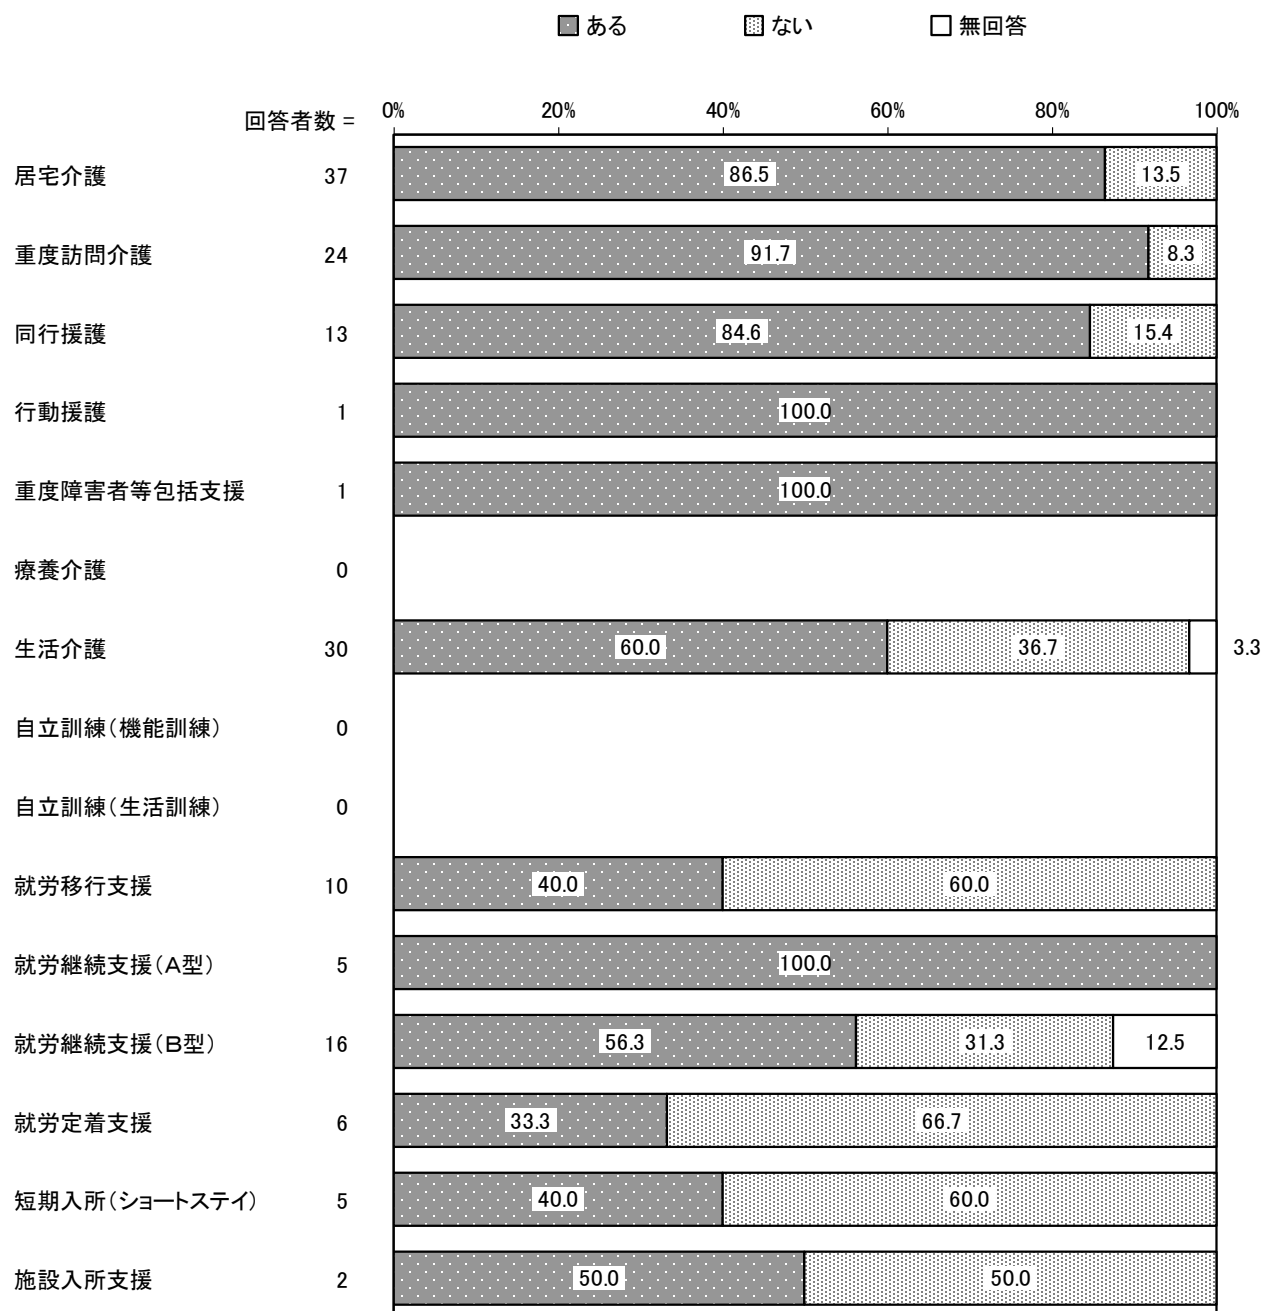 ある ない 無回答
回答者数 = 0% 20% 40% 60% 80% 100%
居宅介護 37 86.5 13.5
重度訪問介護 24 91.7 8.3
同行援護 13 84.6 15.4
行動援護 1 100.0
重度障害者等包括支援 1 100.0
療養介護 0
生活介護 30 60.0 36.7 3.3
自立訓練（機能訓練） 0
自立訓練（生活訓練） 0
就労移行支援 10 40.0 60.0
就労継続支援（Ａ型） 5 100.0
就労継続支援（Ｂ型） 16 56.3 31.3 12.5
就労定着支援 6 33.3 66.7
短期入所（ショートステイ） 5 40.0 60.0
施設入所支援 2 50.0 50.0